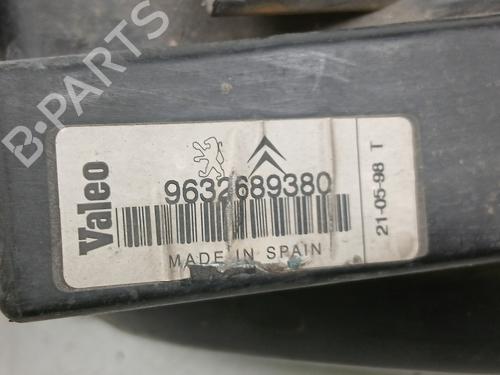 B-PARTS
Valeo
9632689380
MADE IN SPAIN
21-05-98 T